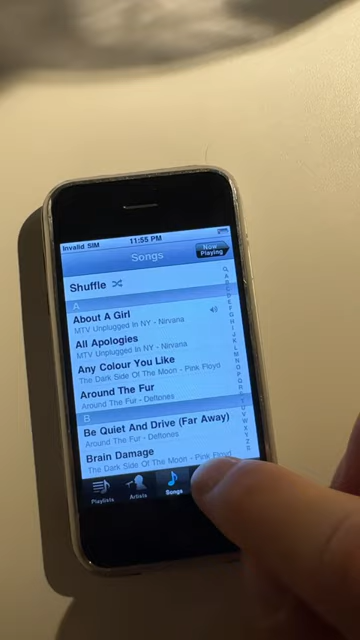 Invalid SIM 11:55 PM
Songs
Now Playing
Shuffle
A
About A Girl
MTV Unplugged In NY - Nirvana
All Apologies
MTV Unplugged In NY - Nirvana
Any Colour You Like
The Dark Side Of The Moon - Pink Floyd
Around The Fur
Around The Fur - Deftones
B
Be Quiet And Drive (Far Away)
Around The Fur - Deftones
Brain Damage
The Dark Side Of The Moon - Pink Floyd
Playlists Artists Songs